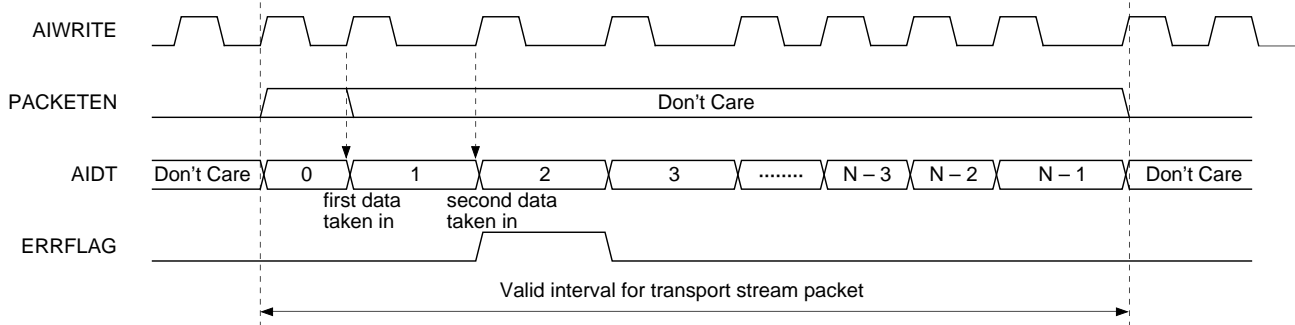 AIWRITE
PACKETEN
Don't Care
AIDT
Don't Care 0 1 2 3 ........ N – 3 N – 2 N – 1 Don't Care
first data second data
taken in taken in
ERRFLAG
Valid interval for transport stream packet